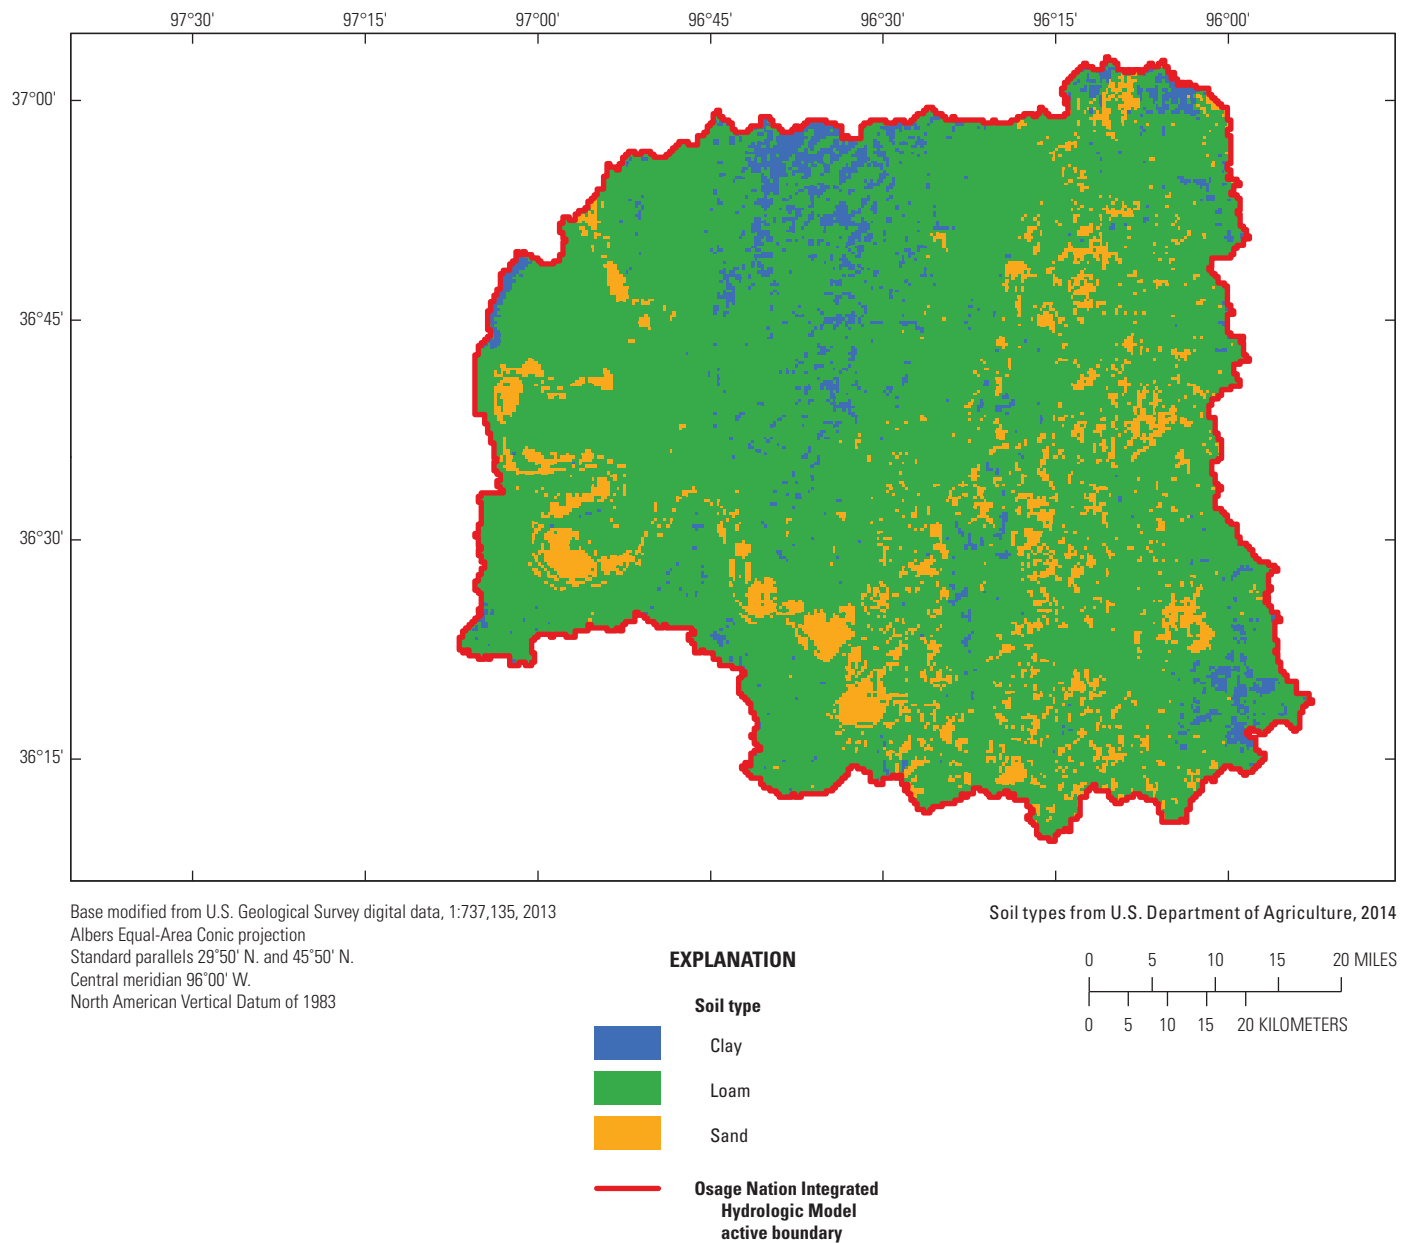 97°30' 97°15' 97°00' 96°45' 96°30' 96°15' 96°00'
37°00'
36°45'
36°30'
36°15'
Base modified from U.S. Geological Survey digital data, 1:737,135, 2013
Albers Equal-Area Conic projection
Standard parallels 29°50' N. and 45°50' N.
Central meridian 96°00' W.
North American Vertical Datum of 1983
Soil types from U.S. Department of Agriculture, 2014
0 5 10 15 20 MILES
0 5 10 15 20 KILOMETERS
EXPLANATION
Soil type
Clay
Loam
Sand
Osage Nation Integrated
Hydrologic Model
active boundary